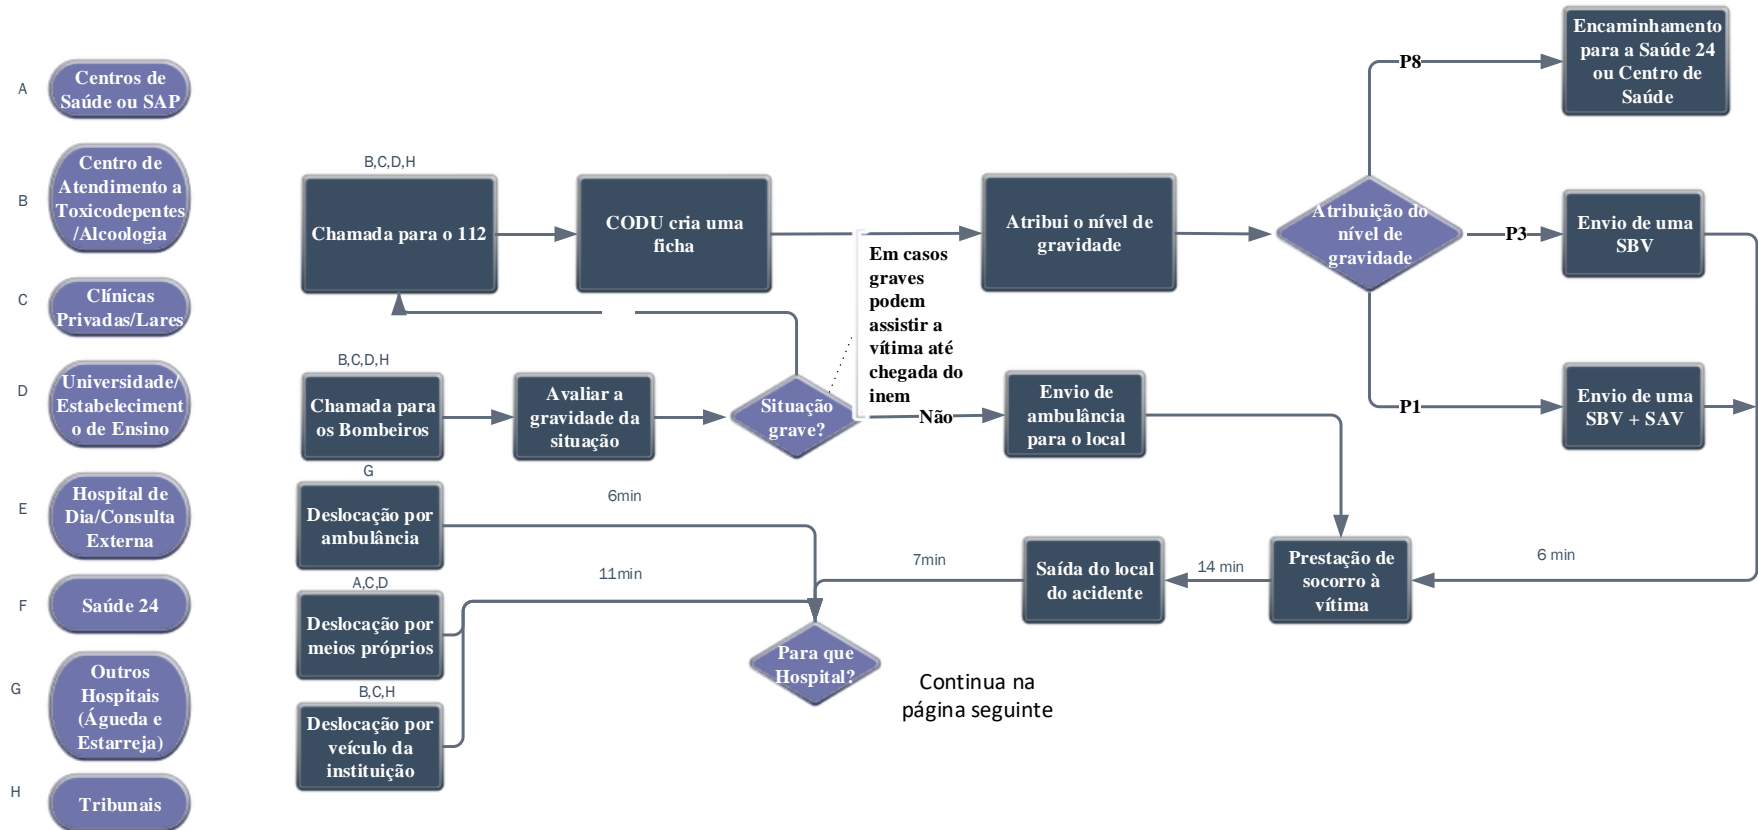 A
Centros de
Saúde ou SAP
B
Centro de
Atendimento a
Toxicodepentes
/Alcoologia
C
Clínicas
Privadas/Lares
D
Universidade/
Estabeleciment
o de Ensino
E
Hospital de
Dia/Consulta
Externa
F
Saúde 24
G
Outros
Hospitais
(Águeda e
Estarreja)
H
Tribunais
B,C,D,H
Chamada para o 112
CODU cria uma
ficha
Atribui o nível de
gravidade
Atribuição do
nível de
gravidade
P8
Encaminhamento
para a Saúde 24
ou Centro de
Saúde
P3
Envio de uma
SBV
P1
Envio de uma
SBV + SAV
Em casos
graves
podem
assistir a
vítima até
chegada do
inem
B,C,D,H
Chamada para
os Bombeiros
Avaliar a
gravidade da
situação
Situação
grave?
Não
Envio de
ambulância
para o local
G
Deslocação por
ambulância
6min
A,C,D
Deslocação por
meios próprios
11min
B,C,H
Deslocação por
veículo da
instituição
Para que
Hospital?
7min
Saída do local
do acidente
14 min
Prestação de
socorro à
vítima
6 min
Continua na
página seguinte